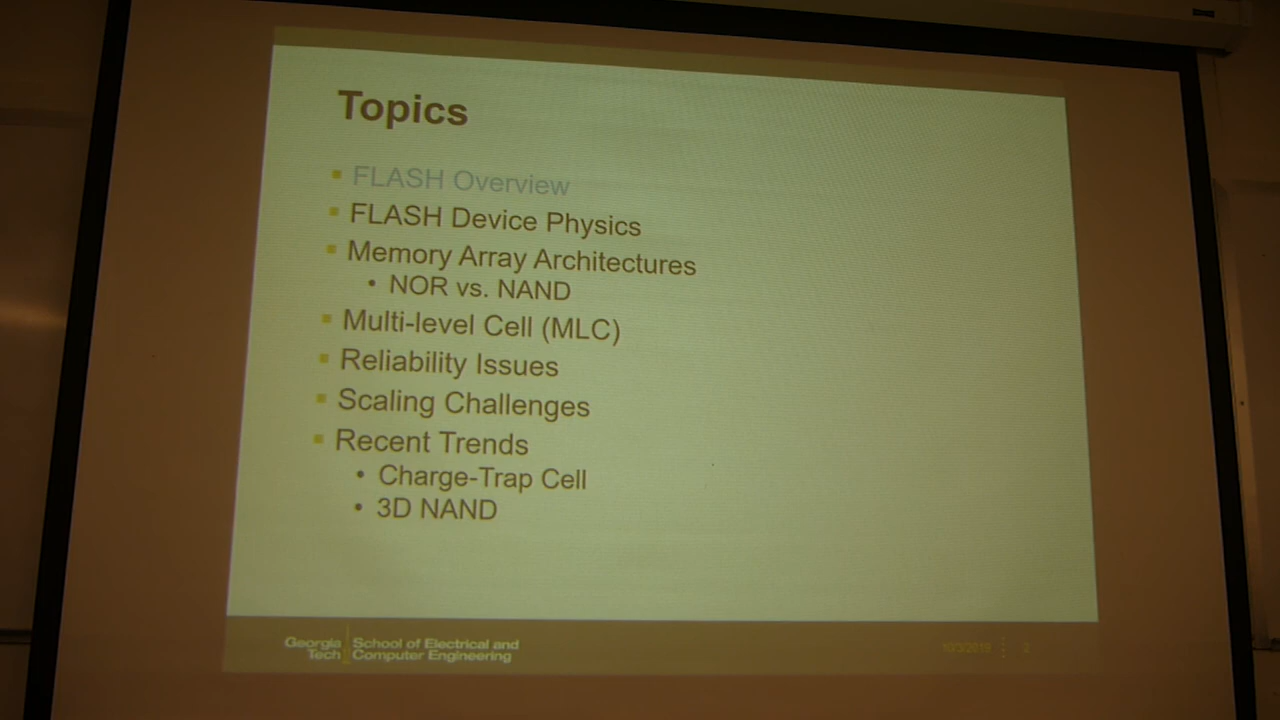 Topics
FLASH Overview
FLASH Device Physics
Memory Array Architectures
NOR vs. NAND
Multi-level Cell (MLC)
Reliability Issues
Scaling Challenges
Recent Trends
Charge-Trap Cell
3D NAND
Georgia Tech
School of Electrical and
Computer Engineering
2